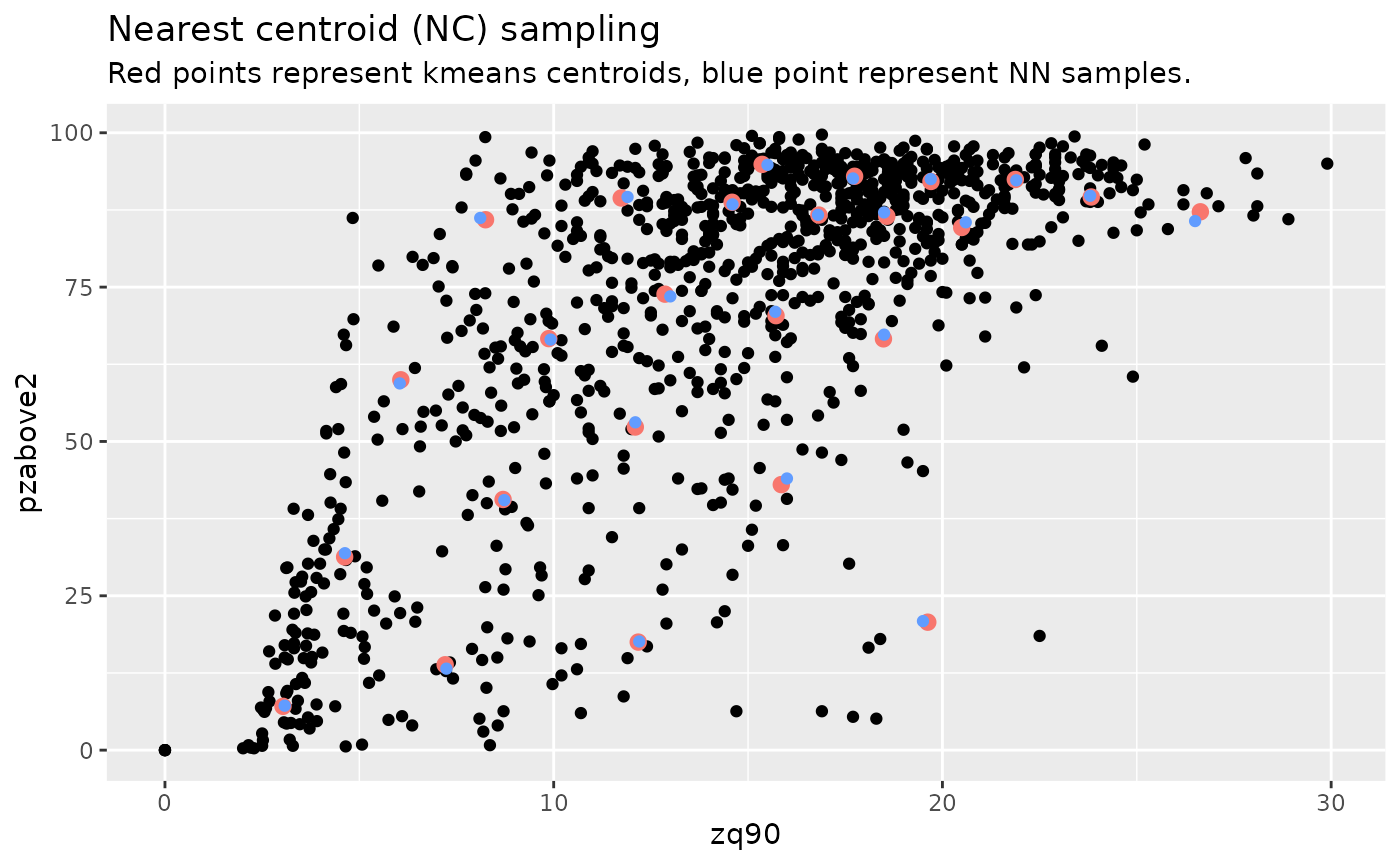 Nearest centroid (NC) sampling
Red points represent kmeans centroids, blue point represent NN samples.
100
75
50
25
0
pzabove2
0 10 20 30
zq90